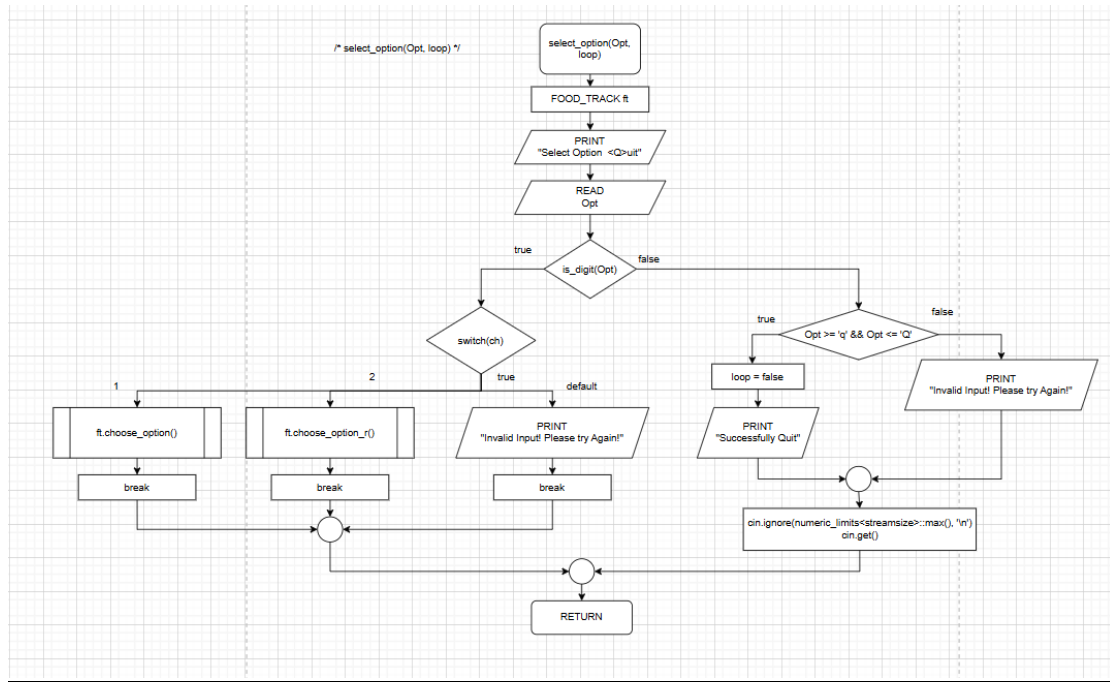 /* select_option(Opt, loop) */
select_option(Opt,
loop)
FOOD_TRACK ft
PRINT
"Select Option <Q>uit"
READ
Opt
is_digit(Opt)
true
false
switch(ch)
1
2
true
default
ft.choose_option()
ft.choose_option_r()
PRINT
"Invalid Input! Please try Again!"
break
break
break
Opt >= 'q' && Opt <= 'Q'
true
false
loop = false
PRINT
"Successfully Quit"
PRINT
"Invalid Input! Please try Again!"
cin.ignore(numeric_limits<streamsize>::max(), '\n')
cin.get()
RETURN